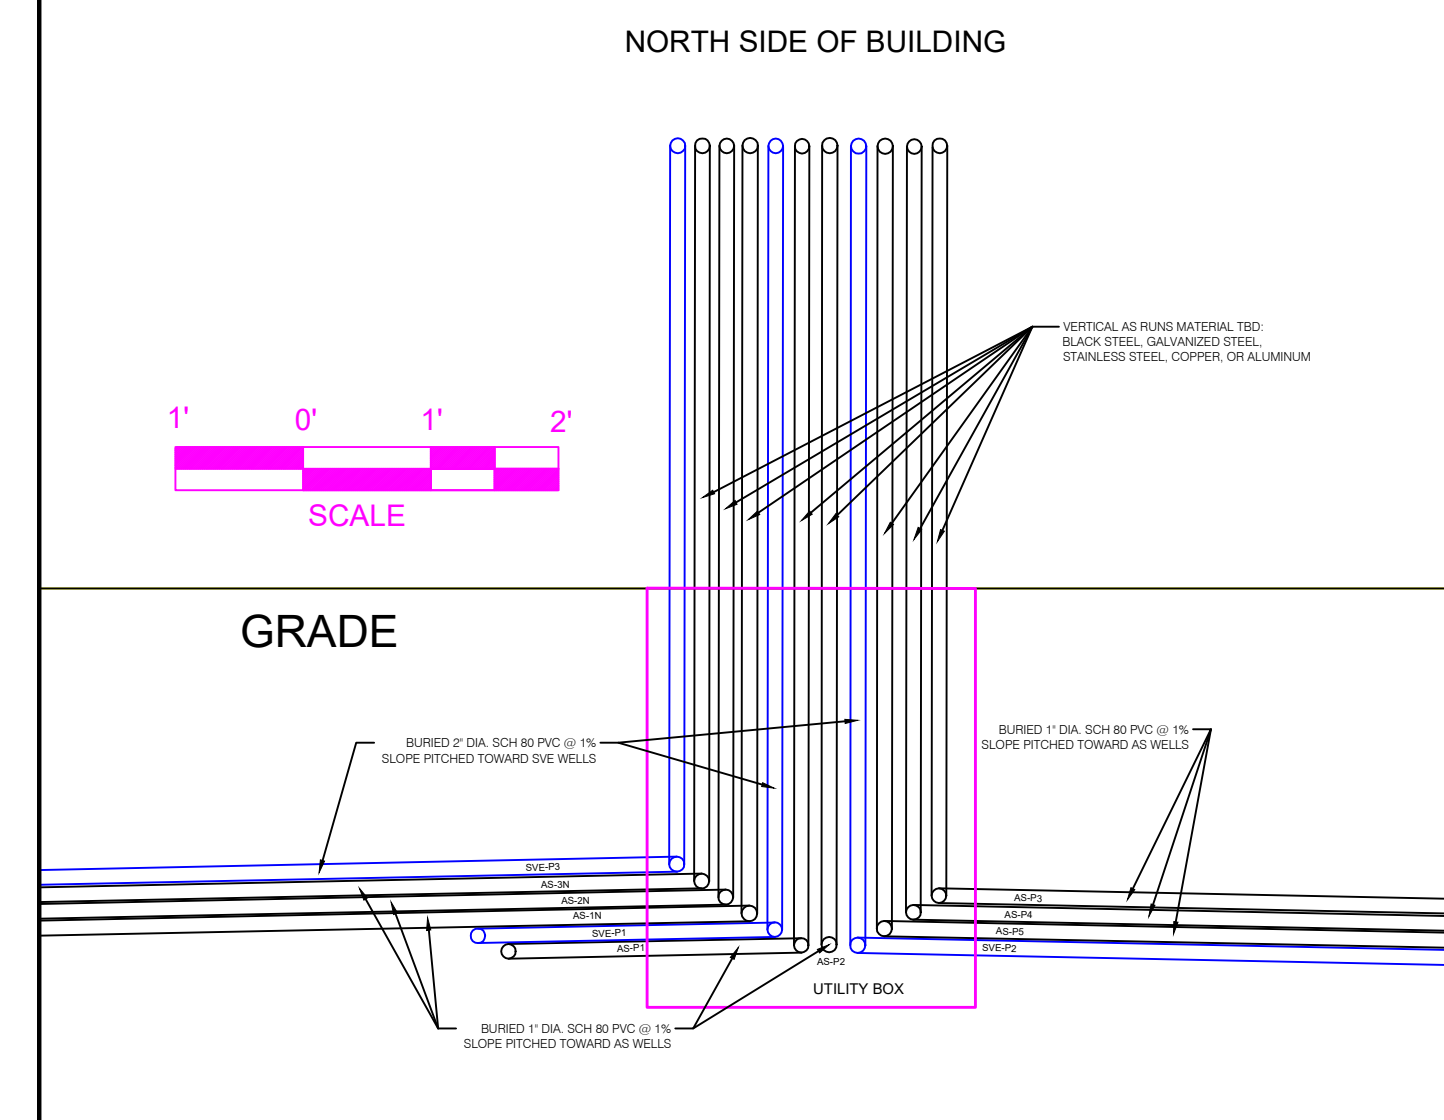 NORTH SIDE OF BUILDING
VERTICAL AS RUNS MATERIAL TBD:
BLACK STEEL, GALVANIZED STEEL,
STAINLESS STEEL, COPPER, OR ALUMINUM
1' 0' 1' 2'
SCALE
GRADE
BURIED 2" DIA. SCH 80 PVC @ 1%
SLOPE PITCHED TOWARD SVE WELLS
BURIED 1" DIA. SCH 80 PVC @ 1%
SLOPE PITCHED TOWARD AS WELLS
SVE-P3
AS-3N
AS-2N
AS-1N
SVE-P1
AS-P1
AS-P2
AS-P3
AS-P4
AS-P5
SVE-P2
UTILITY BOX
BURIED 1" DIA. SCH 80 PVC @ 1%
SLOPE PITCHED TOWARD AS WELLS